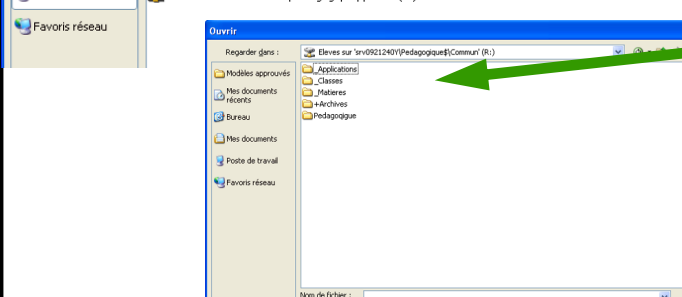 Favoris réseau
Ouvrir
Regarder dans :
Eleves sur 'srv0921240Y\Pedagogique$\Commun' (R:)
Modèles approuvés
Mes documents
récents
Bureau
Mes documents
Poste de travail
Favoris réseau
_Applications
_Classes
_Matieres
+Archives
Pedagogigue
Nom de fichier :